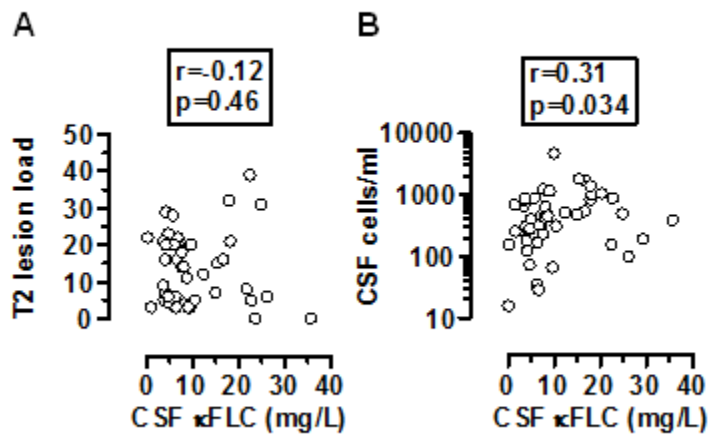 A
B
r=-0.12
p=0.46
r=0.31
p=0.034
T2 lesion load
50
40
30
20
10
0
0 10 20 30 40
CSF κFLC (mg/L)
CSF cells/ml
10000
1000
100
10
0 10 20 30 40
CSF κFLC (mg/L)